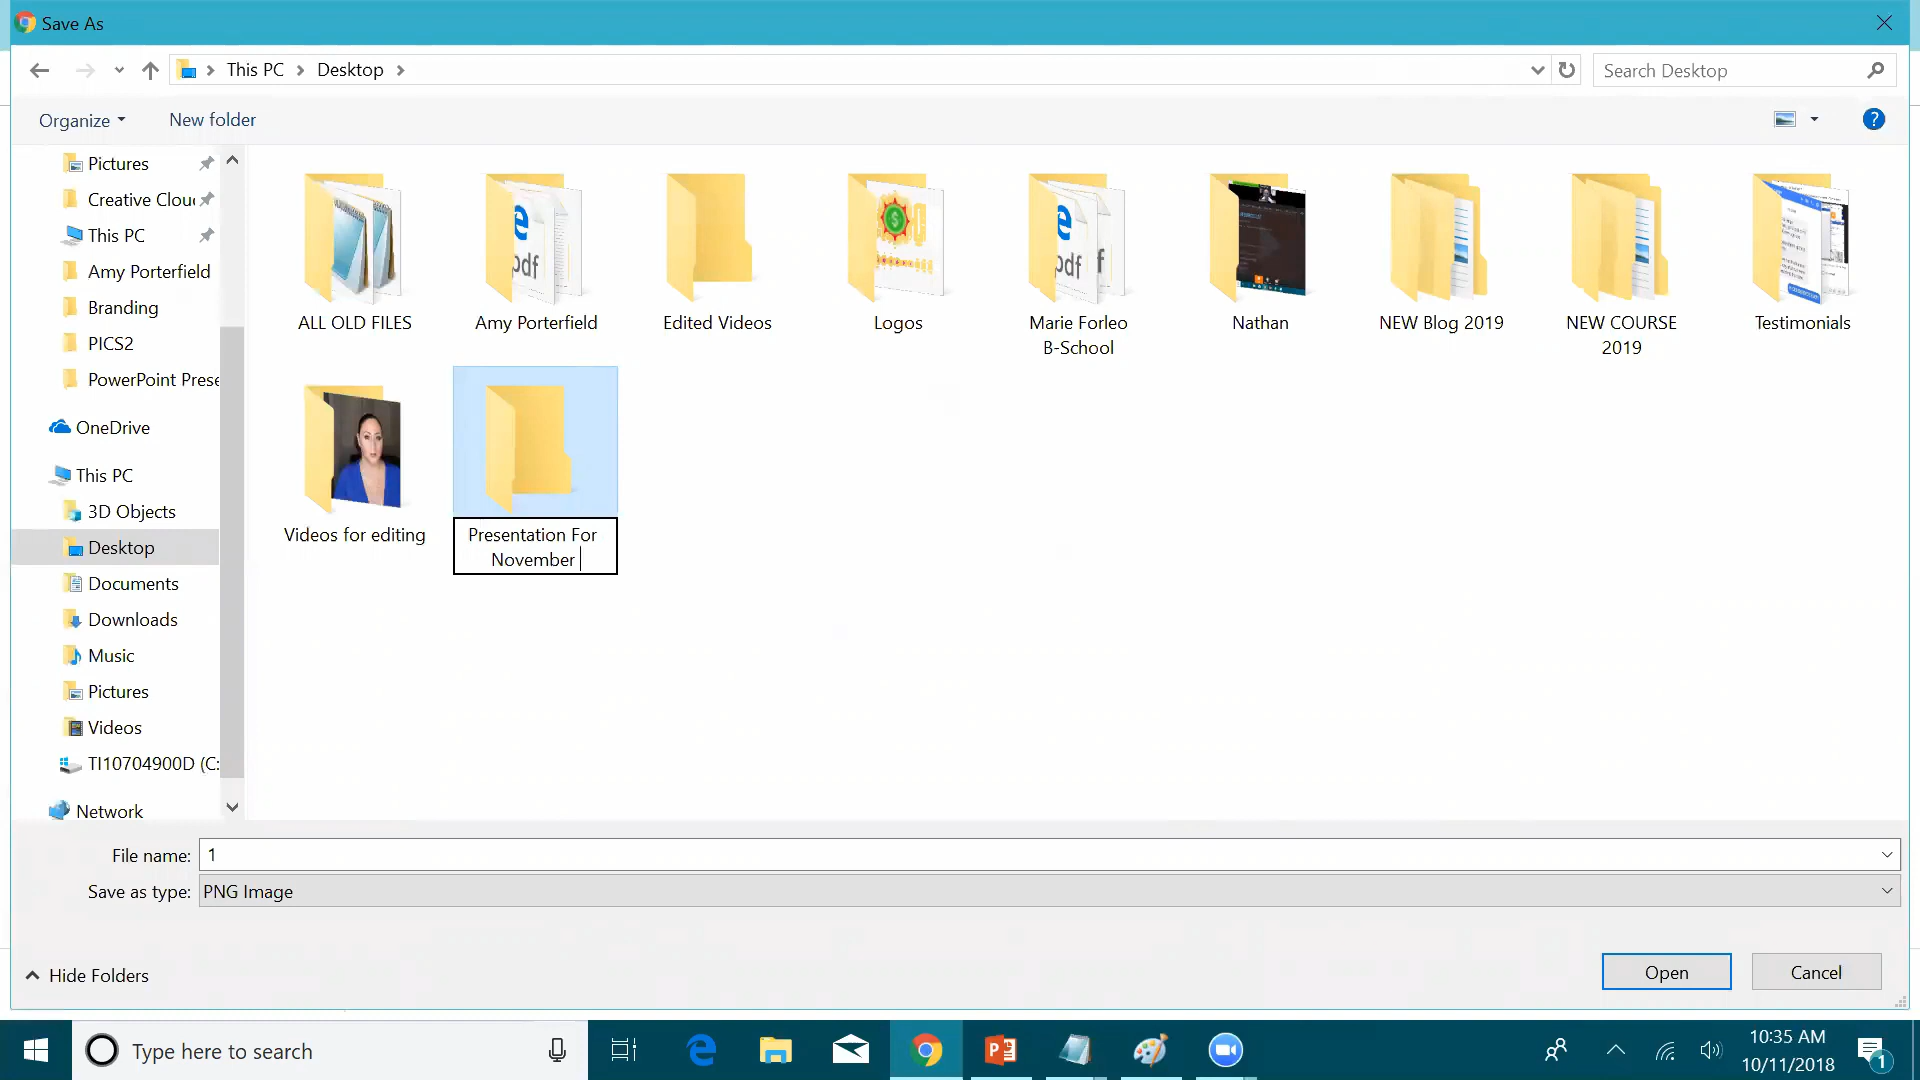 Save As
This PC
Desktop
Search Desktop
Organize
New folder
?
Pictures
Creative Clou
This PC
Amy Porterfield
Branding
PICS2
PowerPoint Prese
OneDrive
This PC
3D Objects
Desktop
Documents
Downloads
Music
Pictures
Videos
TI10704900D (C:
Network
ALL OLD FILES
Amy Porterfield
Edited Videos
Logos
Marie Forleo
B-School
Nathan
NEW Blog 2019
NEW COURSE
2019
Testimonials
Videos for editing
Presentation For
November
File name:
1
Save as type:
PNG Image
Hide Folders
Open
Cancel
Type here to search
10:35 AM
10/11/2018
1